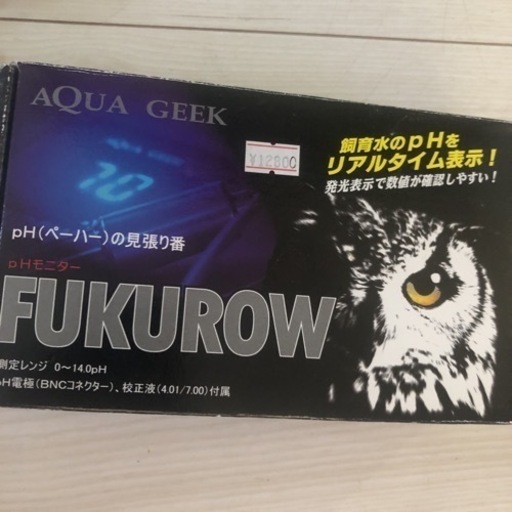 AQUA GEEK
¥12800
飼育水のpHを
リアルタイム表示！
発光表示で数値が確認しやすい！
pH(ペーハー)の見張り番
pHモニター
FUKUROW
測定レンジ 0～14.0pH
pH電極(BNCコネクター)、校正液(4.01/7.00)付属